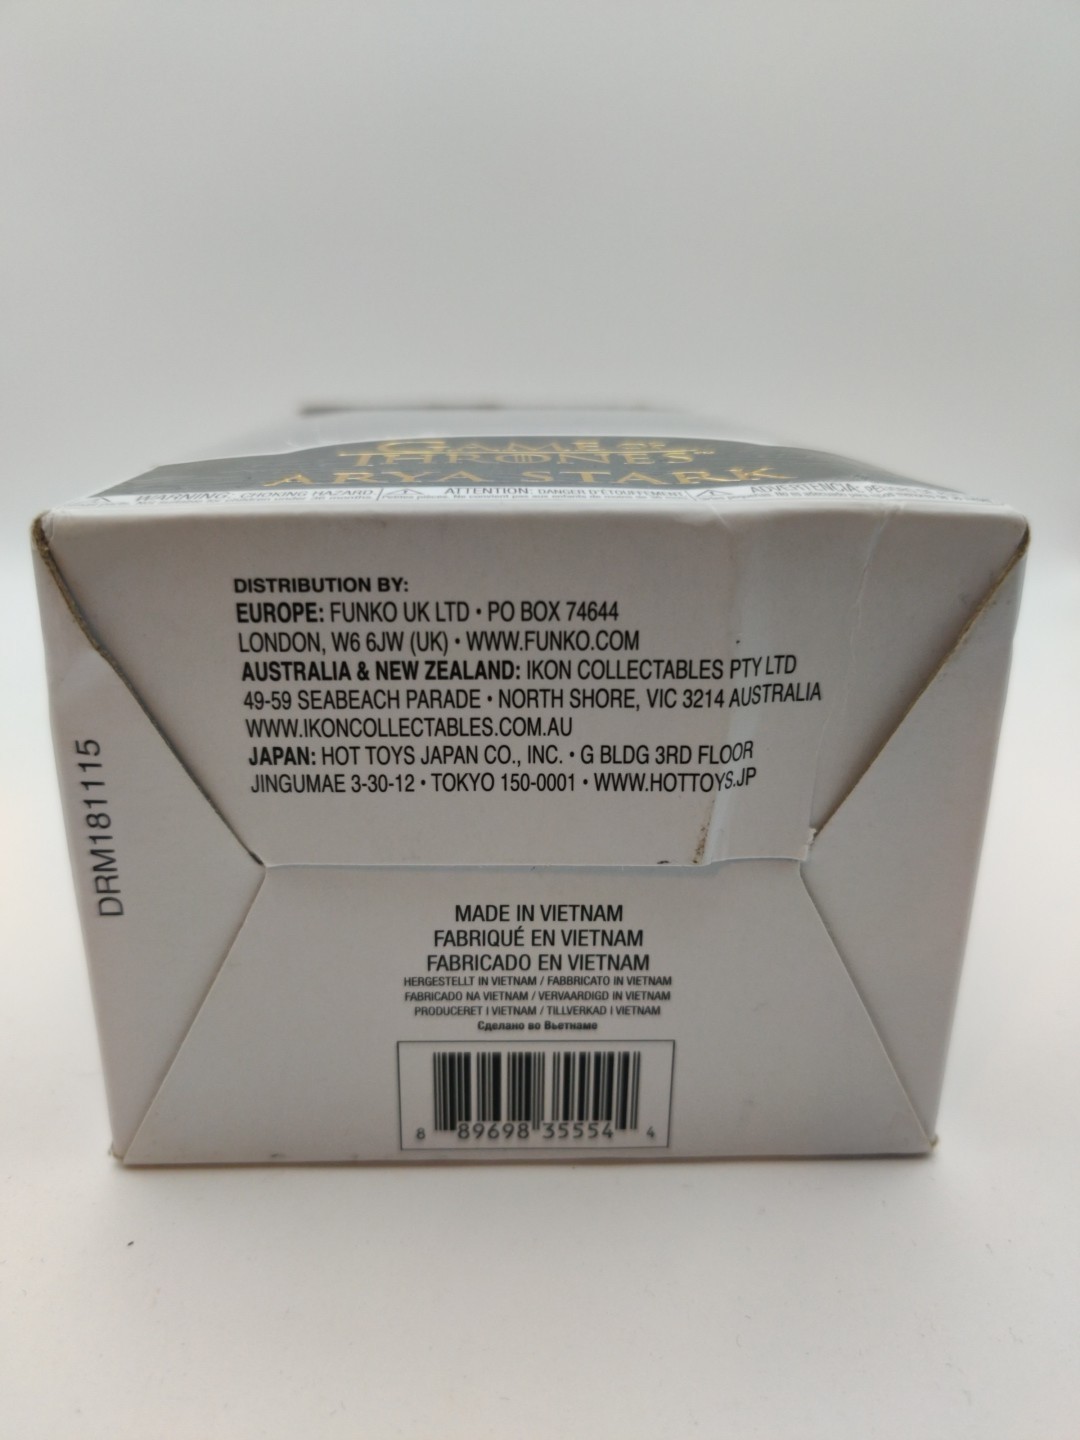 GAME OF
THRONES™
ARYA STARK
WARNING: CHOKING HAZARD
ATTENTION: DANGER D'ÉTOUFFEMENT
ADVERTENCIA:
DISTRIBUTION BY:
EUROPE: FUNKO UK LTD • PO BOX 74644
LONDON, W6 6JW (UK) • WWW.FUNKO.COM
AUSTRALIA & NEW ZEALAND: IKON COLLECTABLES PTY LTD
49-59 SEABEACH PARADE • NORTH SHORE, VIC 3214 AUSTRALIA
WWW.IKONCOLLECTABLES.COM.AU
JAPAN: HOT TOYS JAPAN CO., INC. • G BLDG 3RD FLOOR
JINGUMAE 3-30-12 • TOKYO 150-0001 • WWW.HOTTOYS.JP
DRM181115
MADE IN VIETNAM
FABRIQUÉ EN VIETNAM
FABRICADO EN VIETNAM
HERGESTELLT IN VIETNAM / FABBRICATO IN VIETNAM
FABRICADO NA VIETNAM / VERVAARDIGD IN VIETNAM
PRODUCERET I VIETNAM / TILLVERKAD I VIETNAM
Сделано во Вьетнаме
8 89698 35554 4